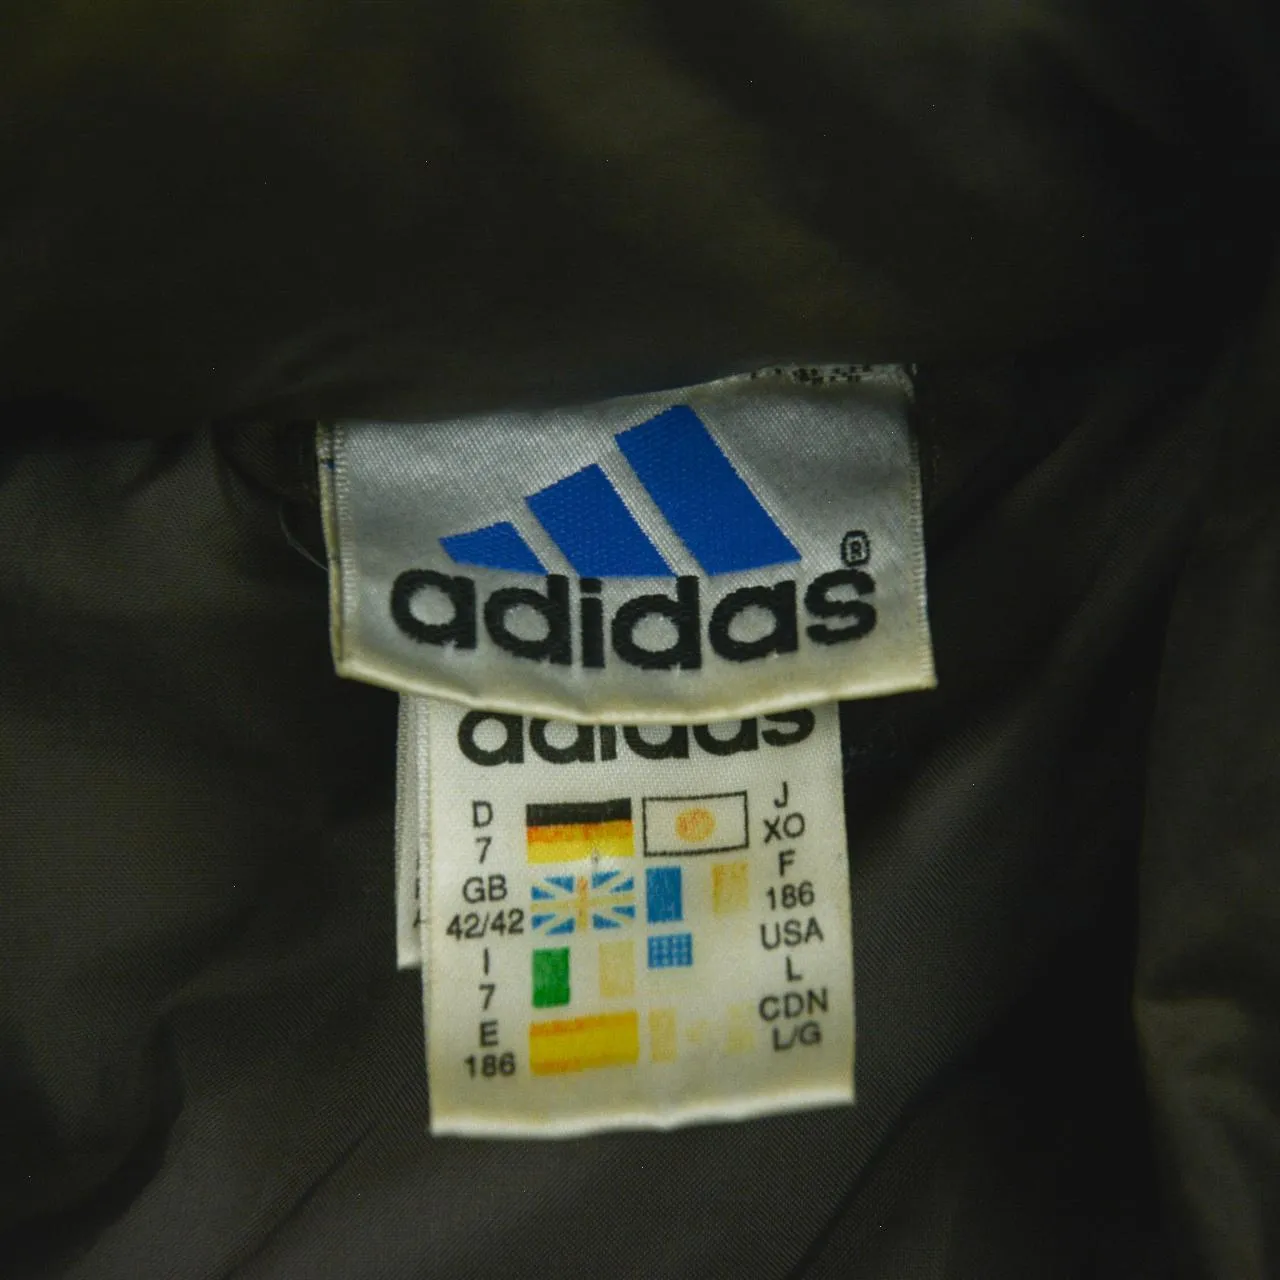 adidas®
adidas
D
7
GB
42/42
I
7
E
186
J
XO
F
186
USA
L
CDN
L/G